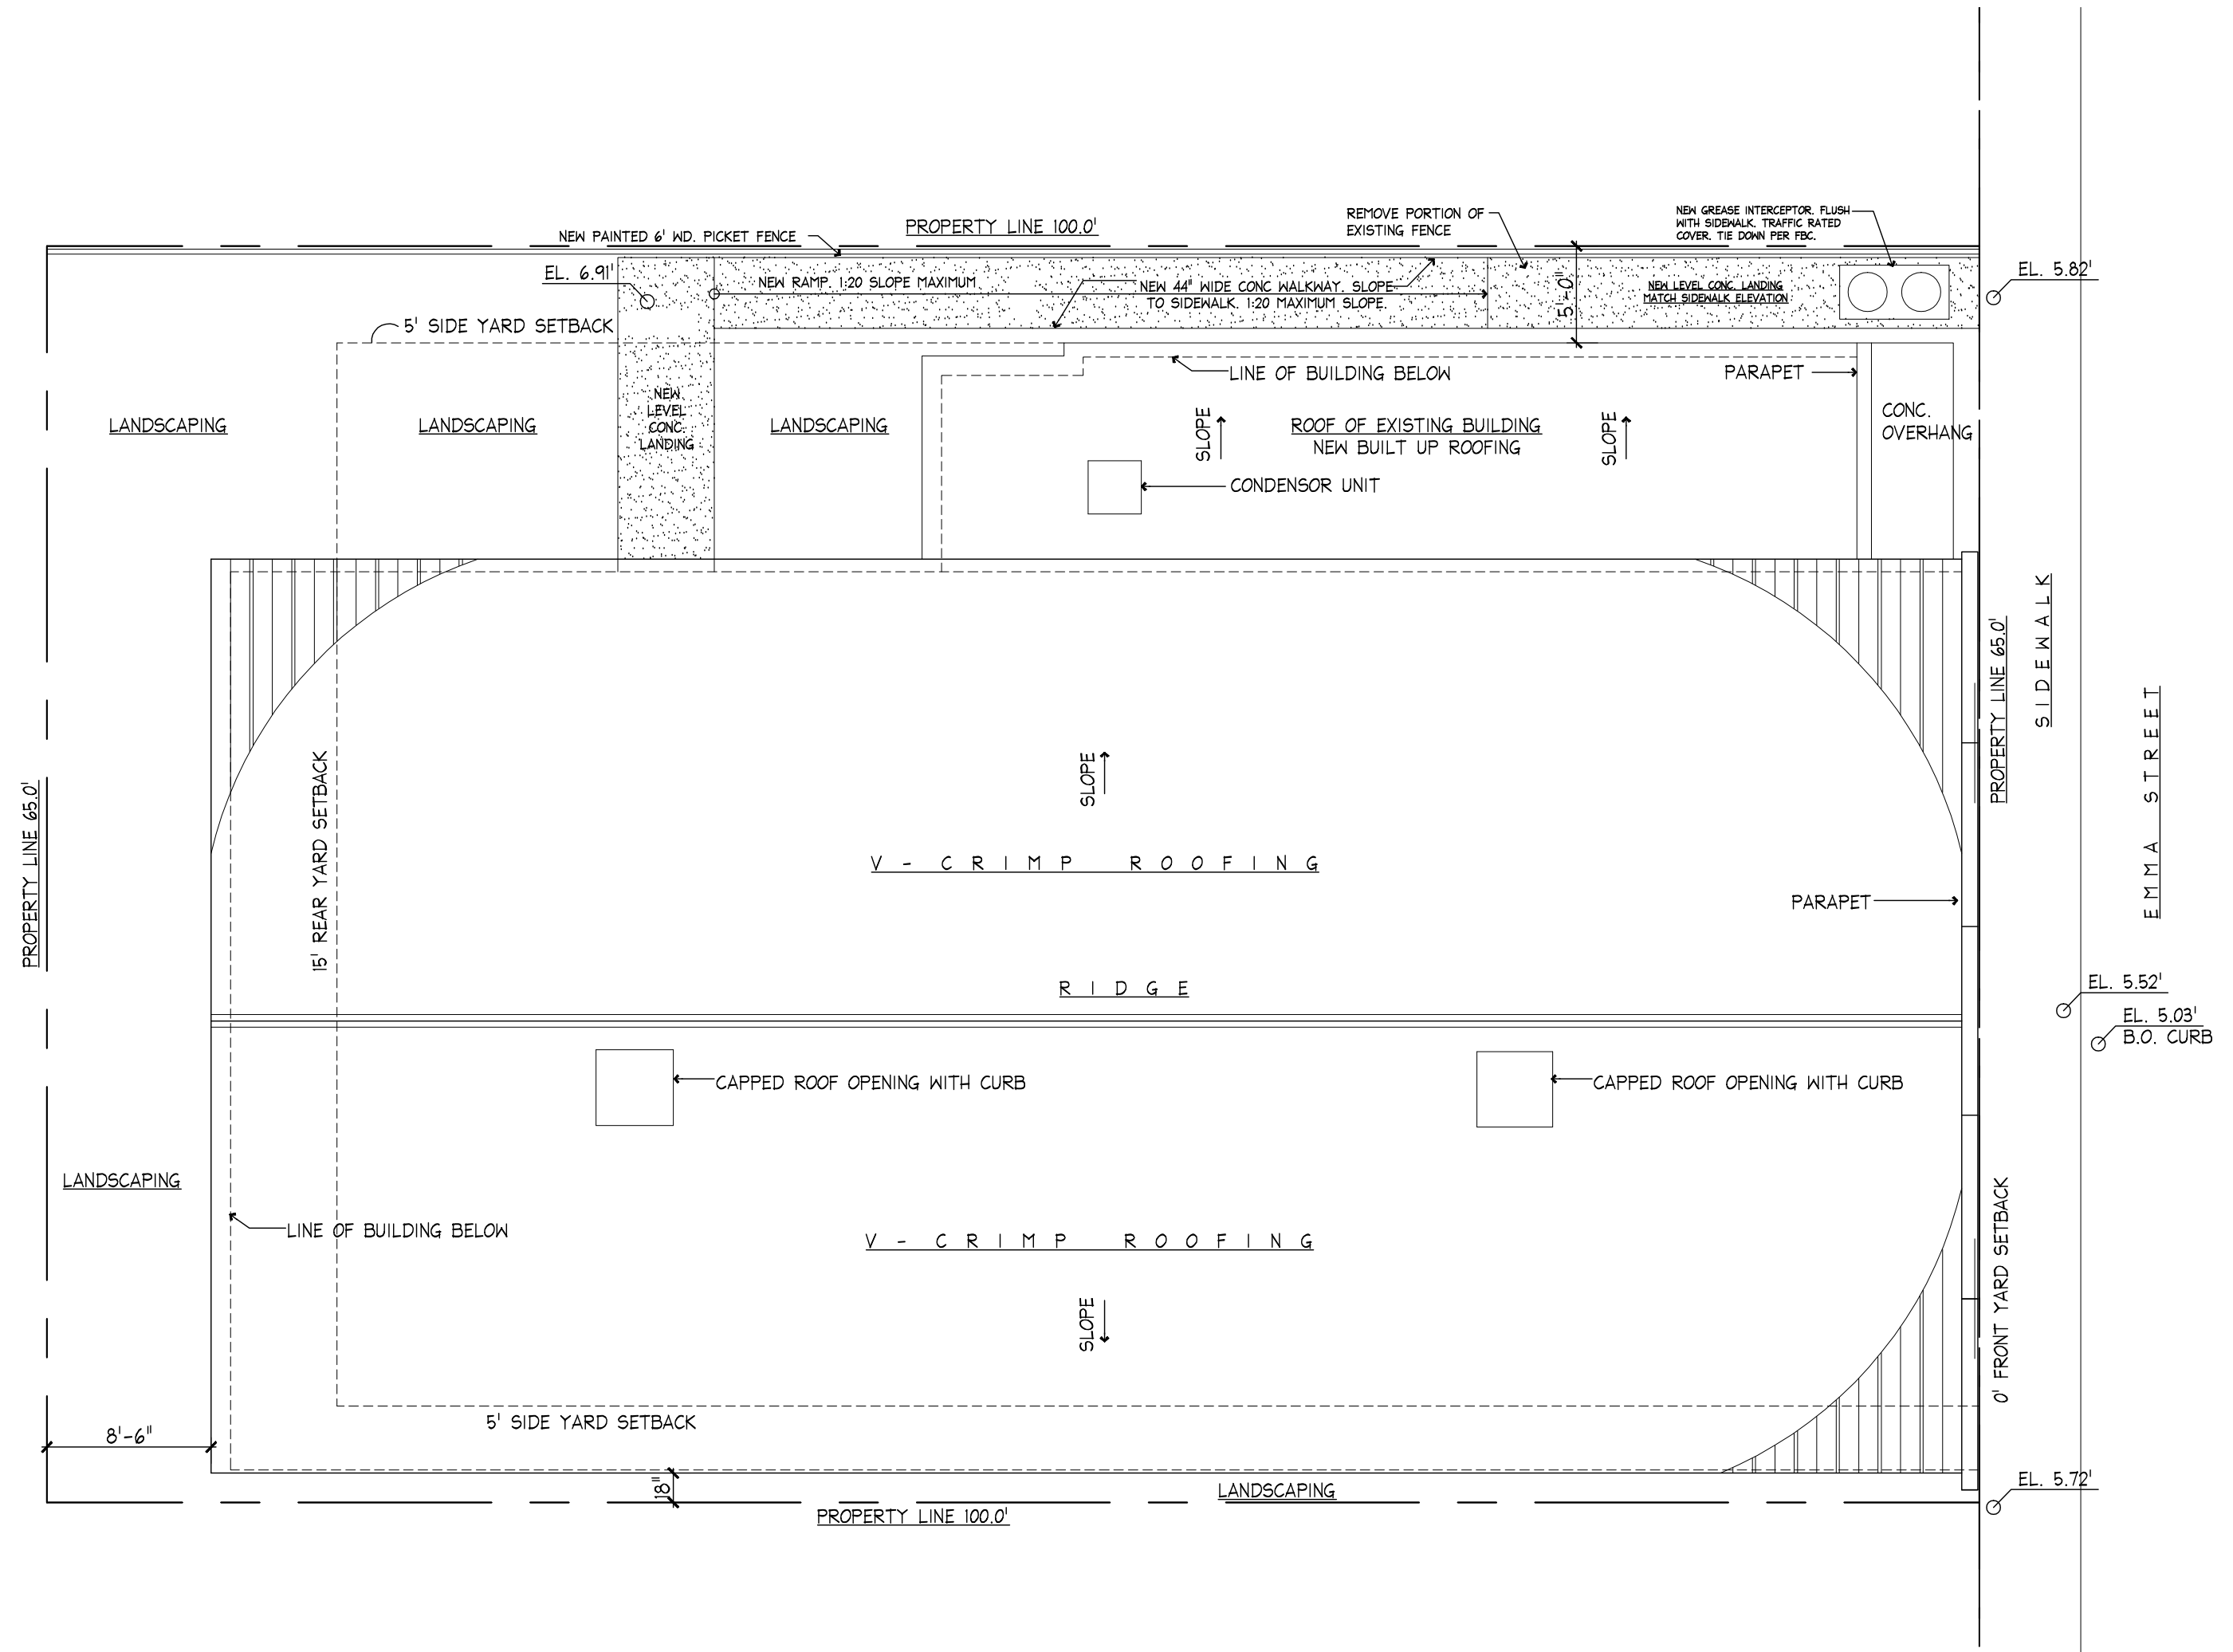 PROPERTY LINE 100.0'
NEW PAINTED 6' WD. PICKET FENCE
REMOVE PORTION OF
EXISTING FENCE
NEW GREASE INTERCEPTOR. FLUSH
WITH SIDEWALK. TRAFFIC RATED
COVER. TIE DOWN PER FBC.
EL. 6.91'
EL. 5.82'
NEW RAMP. 1:20 SLOPE MAXIMUM
NEW 44" WIDE CONC WALKWAY. SLOPE
TO SIDEWALK. 1:20 MAXIMUM SLOPE.
5'-0"
NEW LEVEL CONC. LANDING
MATCH SIDEWALK ELEVATION
5' SIDE YARD SETBACK
LINE OF BUILDING BELOW
PARAPET
LANDSCAPING
LANDSCAPING
NEW
LEVEL
CONC.
LANDING
LANDSCAPING
SLOPE
ROOF OF EXISTING BUILDING
NEW BUILT UP ROOFING
SLOPE
CONC.
OVERHANG
CONDENSOR UNIT
SIDEWALK
PROPERTY LINE 65.0'
EMMA STREET
PROPERTY LINE 65.0'
15' REAR YARD SETBACK
SLOPE
V - CRIMP ROOFING
PARAPET
RIDGE
EL. 5.52'
EL. 5.03'
B.O. CURB
CAPPED ROOF OPENING WITH CURB
CAPPED ROOF OPENING WITH CURB
LANDSCAPING
LINE OF BUILDING BELOW
V - CRIMP ROOFING
SLOPE
0' FRONT YARD SETBACK
5' SIDE YARD SETBACK
8'-6"
18"
LANDSCAPING
EL. 5.72'
PROPERTY LINE 100.0'